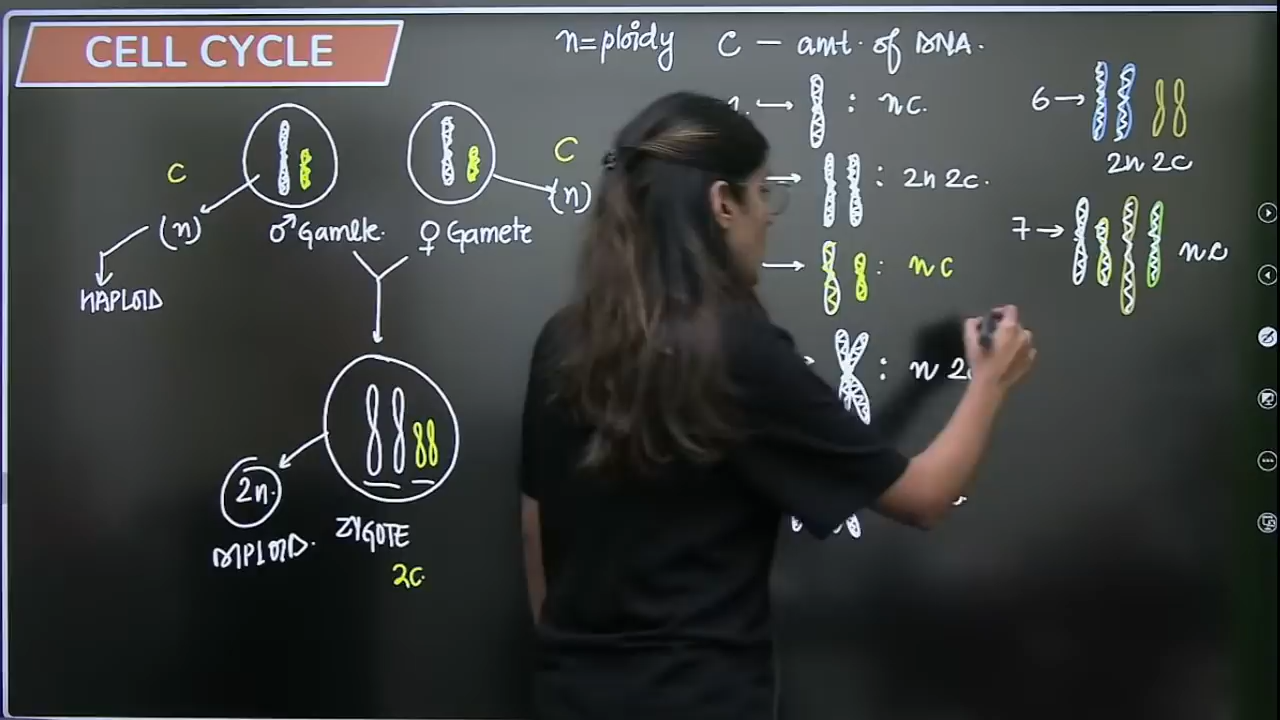 CELL CYCLE
n=ploidy C — amt. of DNA.
: nc.
: 2n 2c.
: nc
: n 2
6→
2n 2c
7→
nc
C
(n)
HAPLOID
♂ Gamete.
♀ Gamete
C
(n)
2n.
DIPLOID.
ZYGOTE
2C.